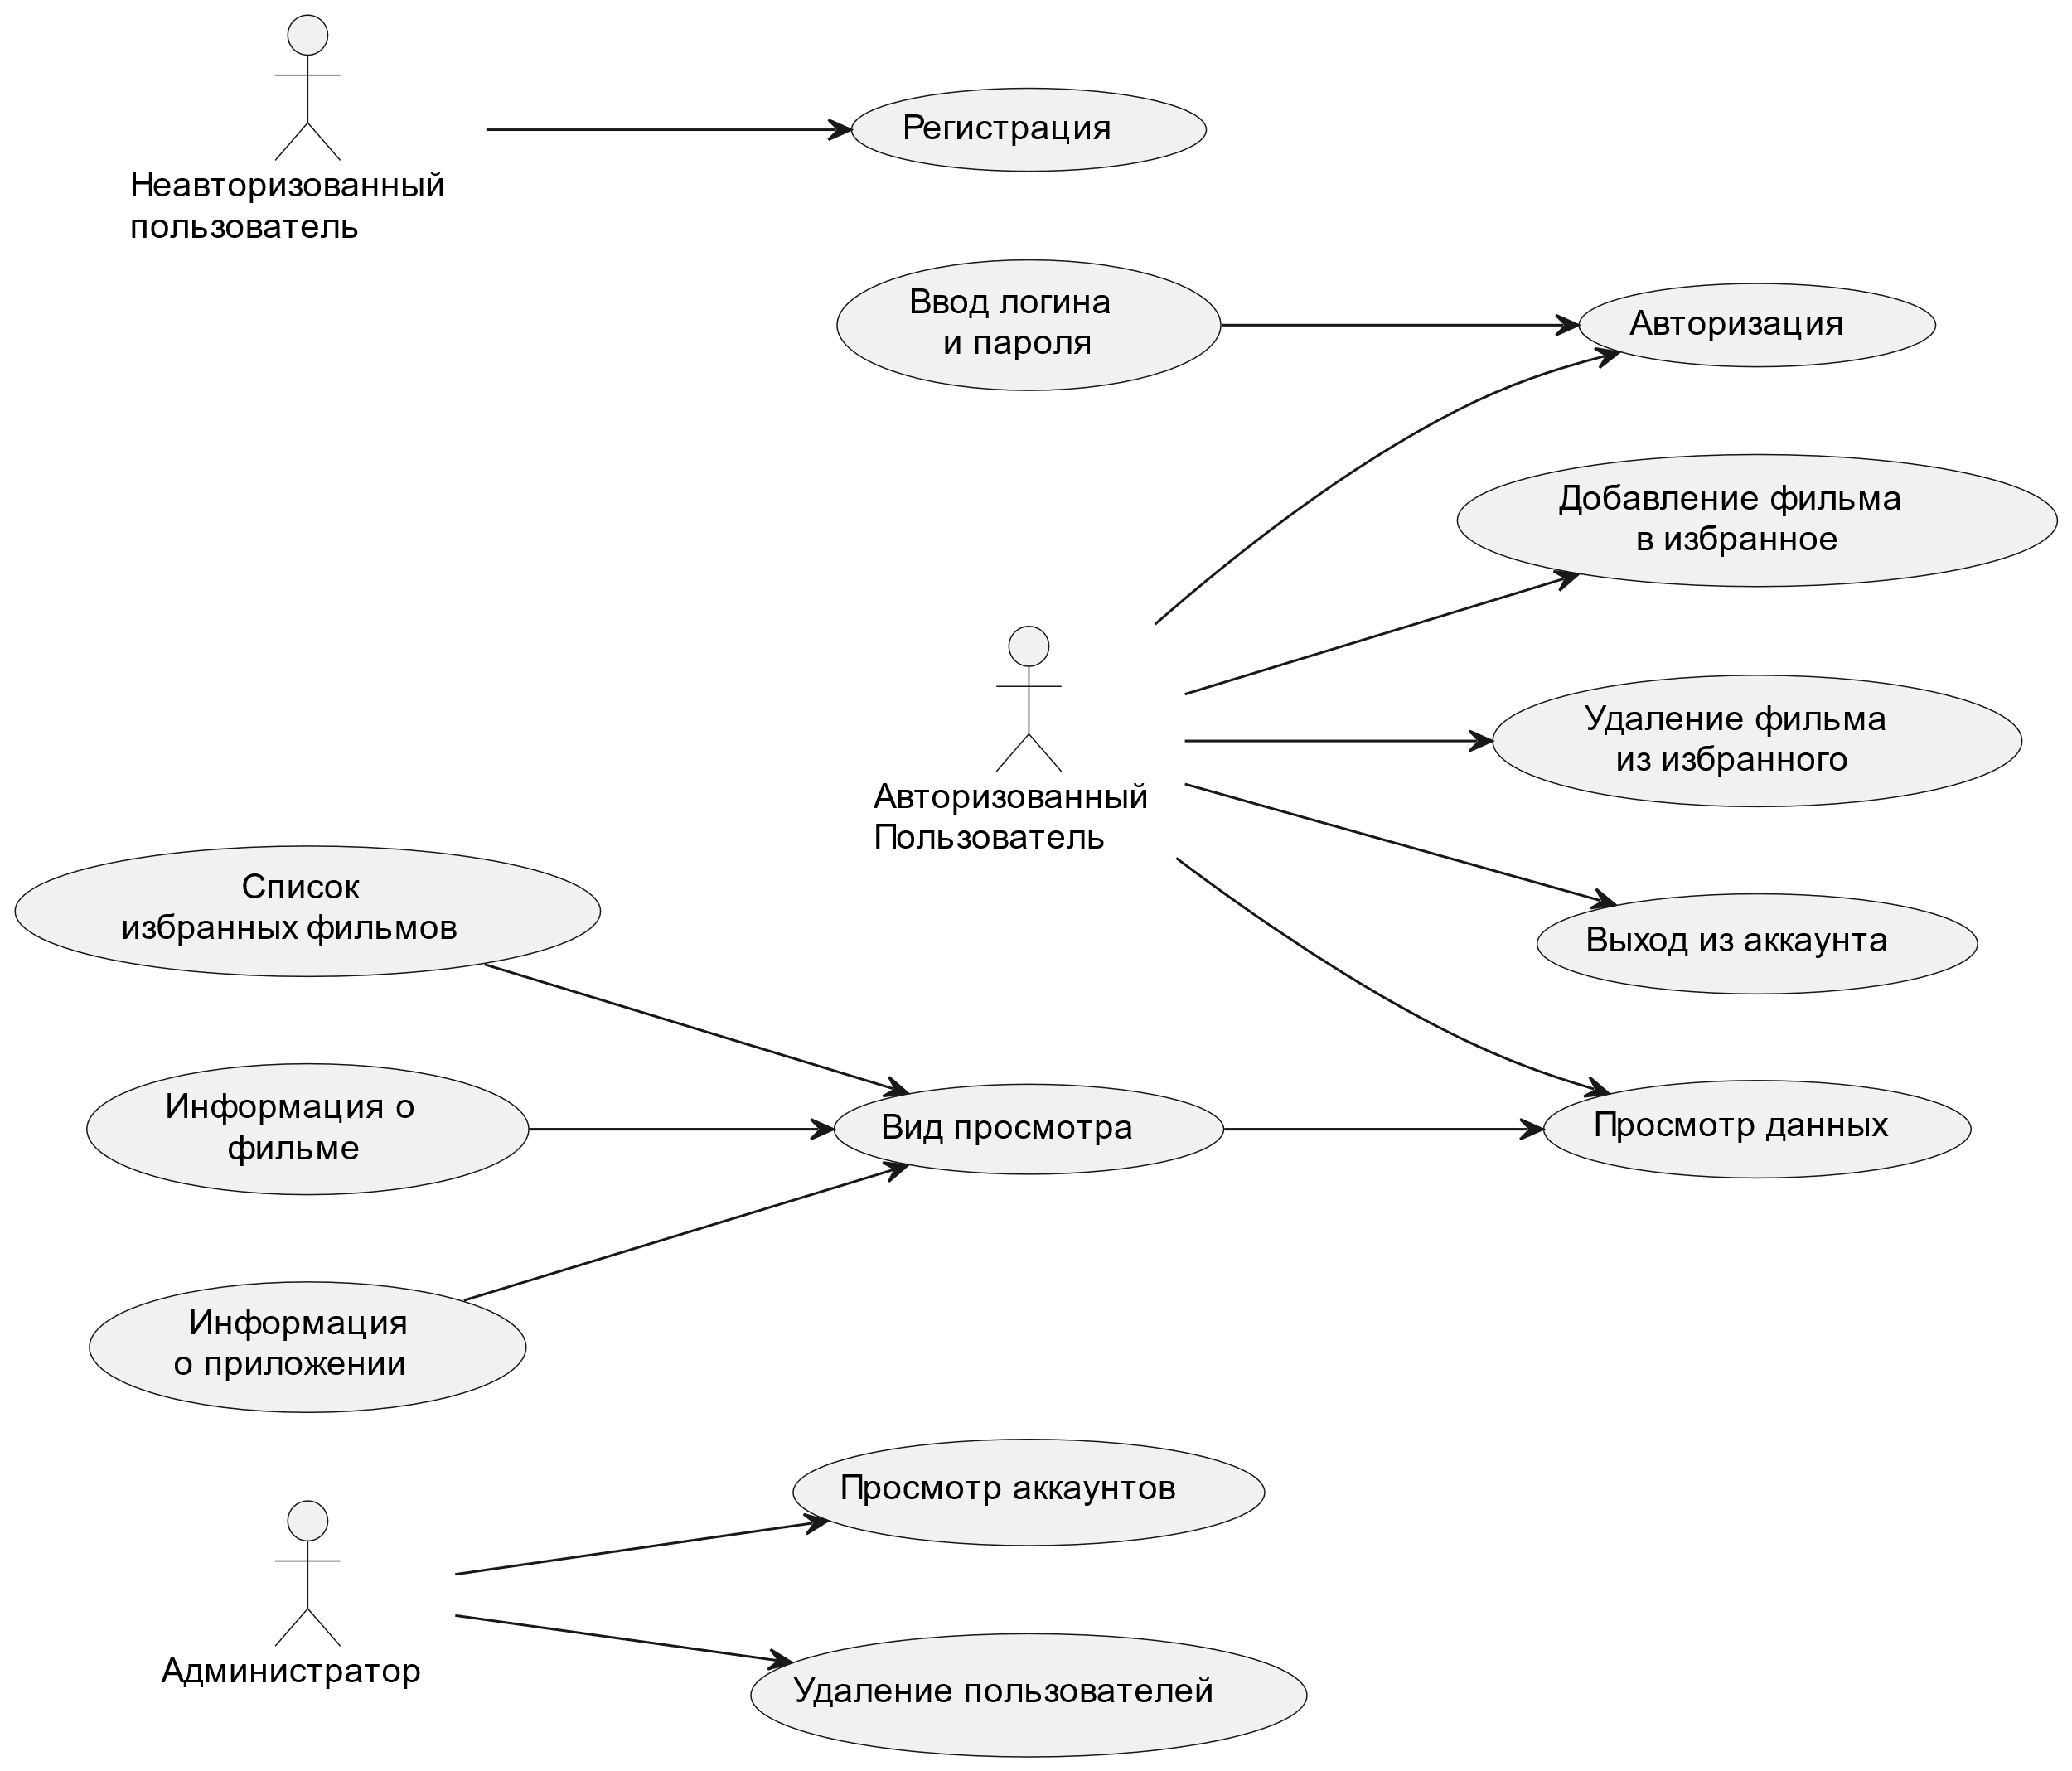 Неавторизованный
пользователь
Регистрация
Ввод логина
и пароля
Авторизация
Добавление фильма
в избранное
Авторизованный
Пользователь
Удаление фильма
из избранного
Выход из аккаунта
Список
избранных фильмов
Информация о
фильме
Вид просмотра
Просмотр данных
Информация
о приложении
Просмотр аккаунтов
Администратор
Удаление пользователей